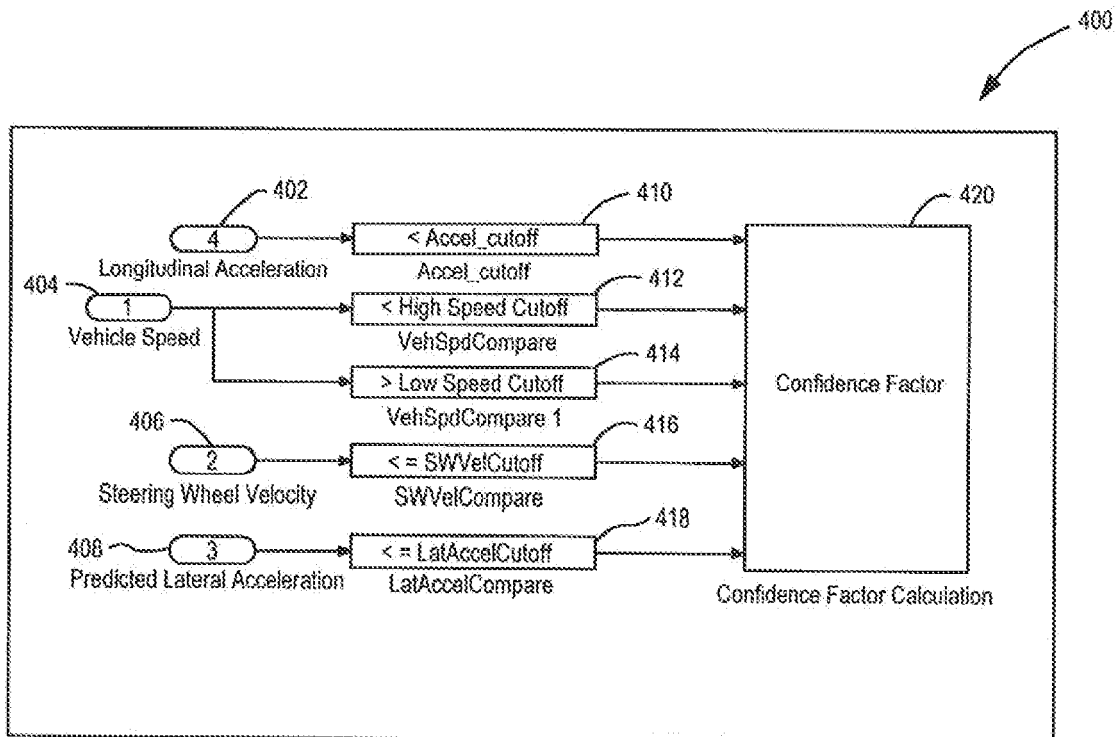 400
402
410
420
4
< Accel_cutoff
Longitudinal Acceleration
Accel_cutoff
404
412
1
< High Speed Cutoff
Vehicle Speed
VehSpdCompare
414
> Low Speed Cutoff
Confidence Factor
VehSpdCompare 1
406
416
2
< = SWVelCutoff
Steering Wheel Velocity
SWVelCompare
418
408
3
< = LatAccelCutoff
Predicted Lateral Acceleration
LatAccelCompare
Confidence Factor Calculation